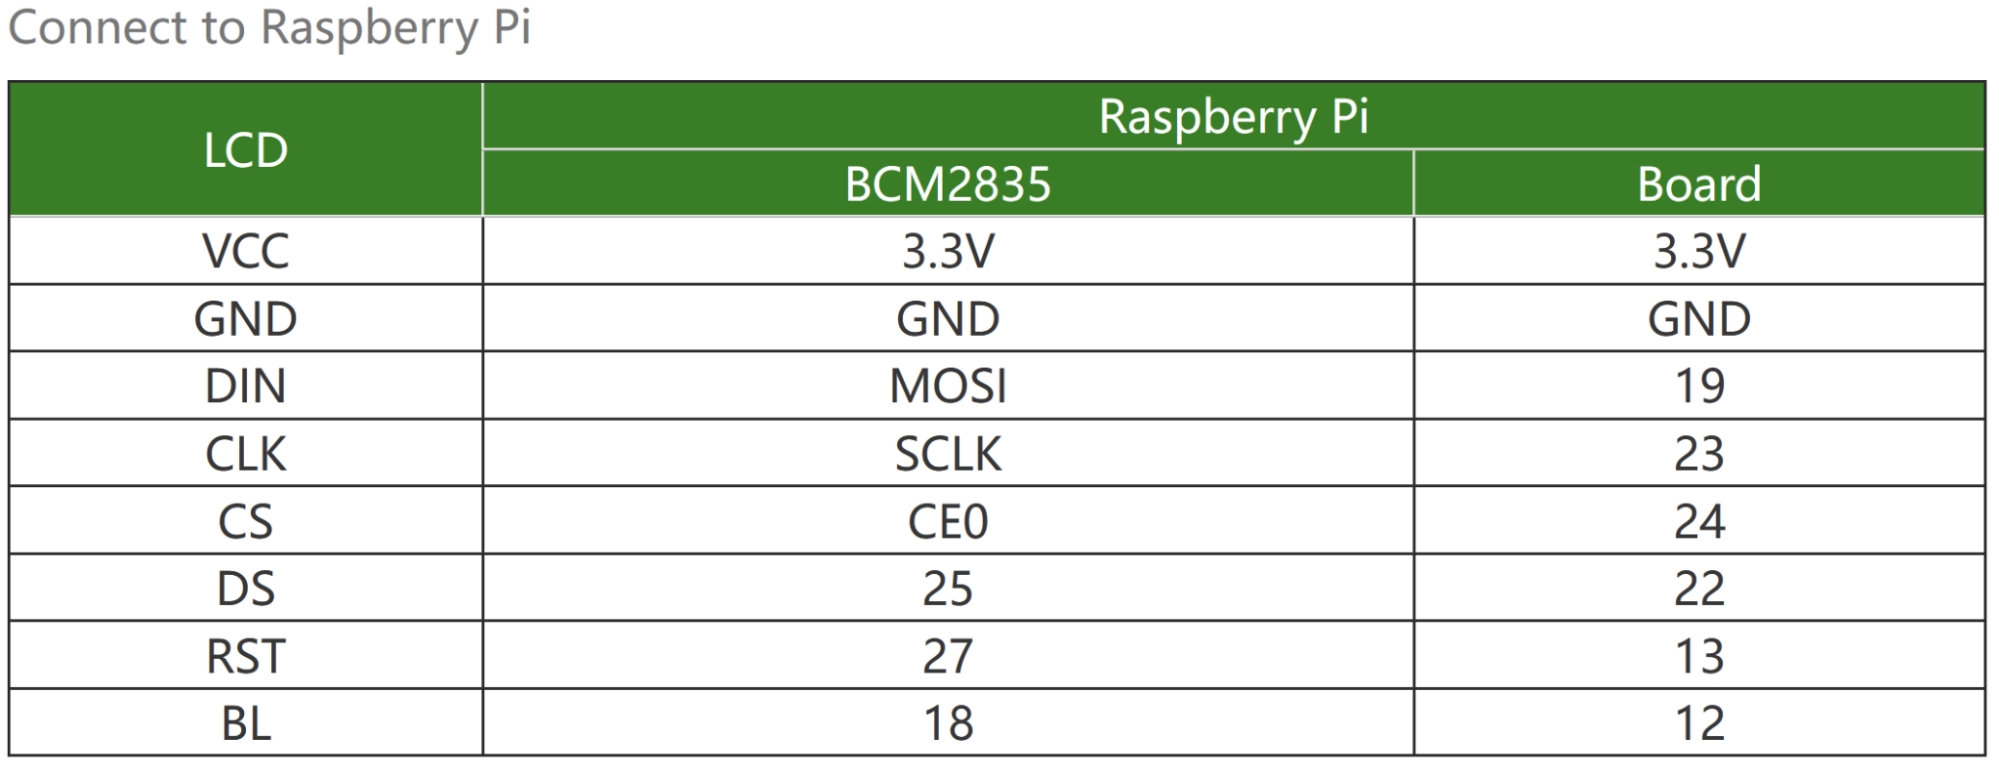 Connect to Raspberry Pi
LCD Raspberry Pi
BCM2835 Board
VCC 3.3V 3.3V
GND GND GND
DIN MOSI 19
CLK SCLK 23
CS CE0 24
DS 25 22
RST 27 13
BL 18 12